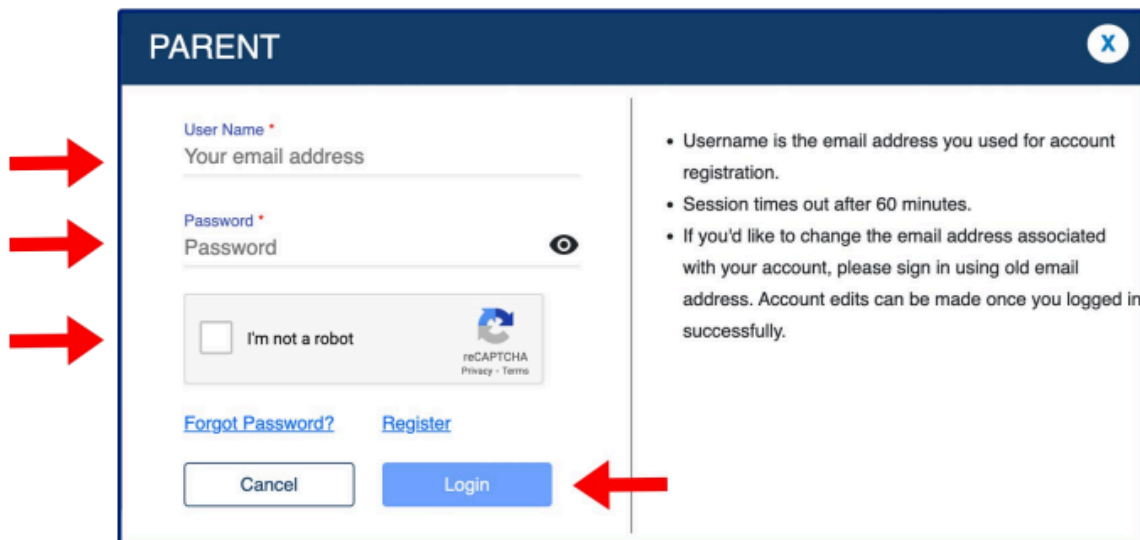 PARENT
X
User Name *
Your email address
Password *
Password
I'm not a robot
reCAPTCHA
Privacy - Terms
Forgot Password? Register
Cancel Login
• Username is the email address you used for account
registration.
• Session times out after 60 minutes.
• If you'd like to change the email address associated
with your account, please sign in using old email
address. Account edits can be made once you logged in
successfully.